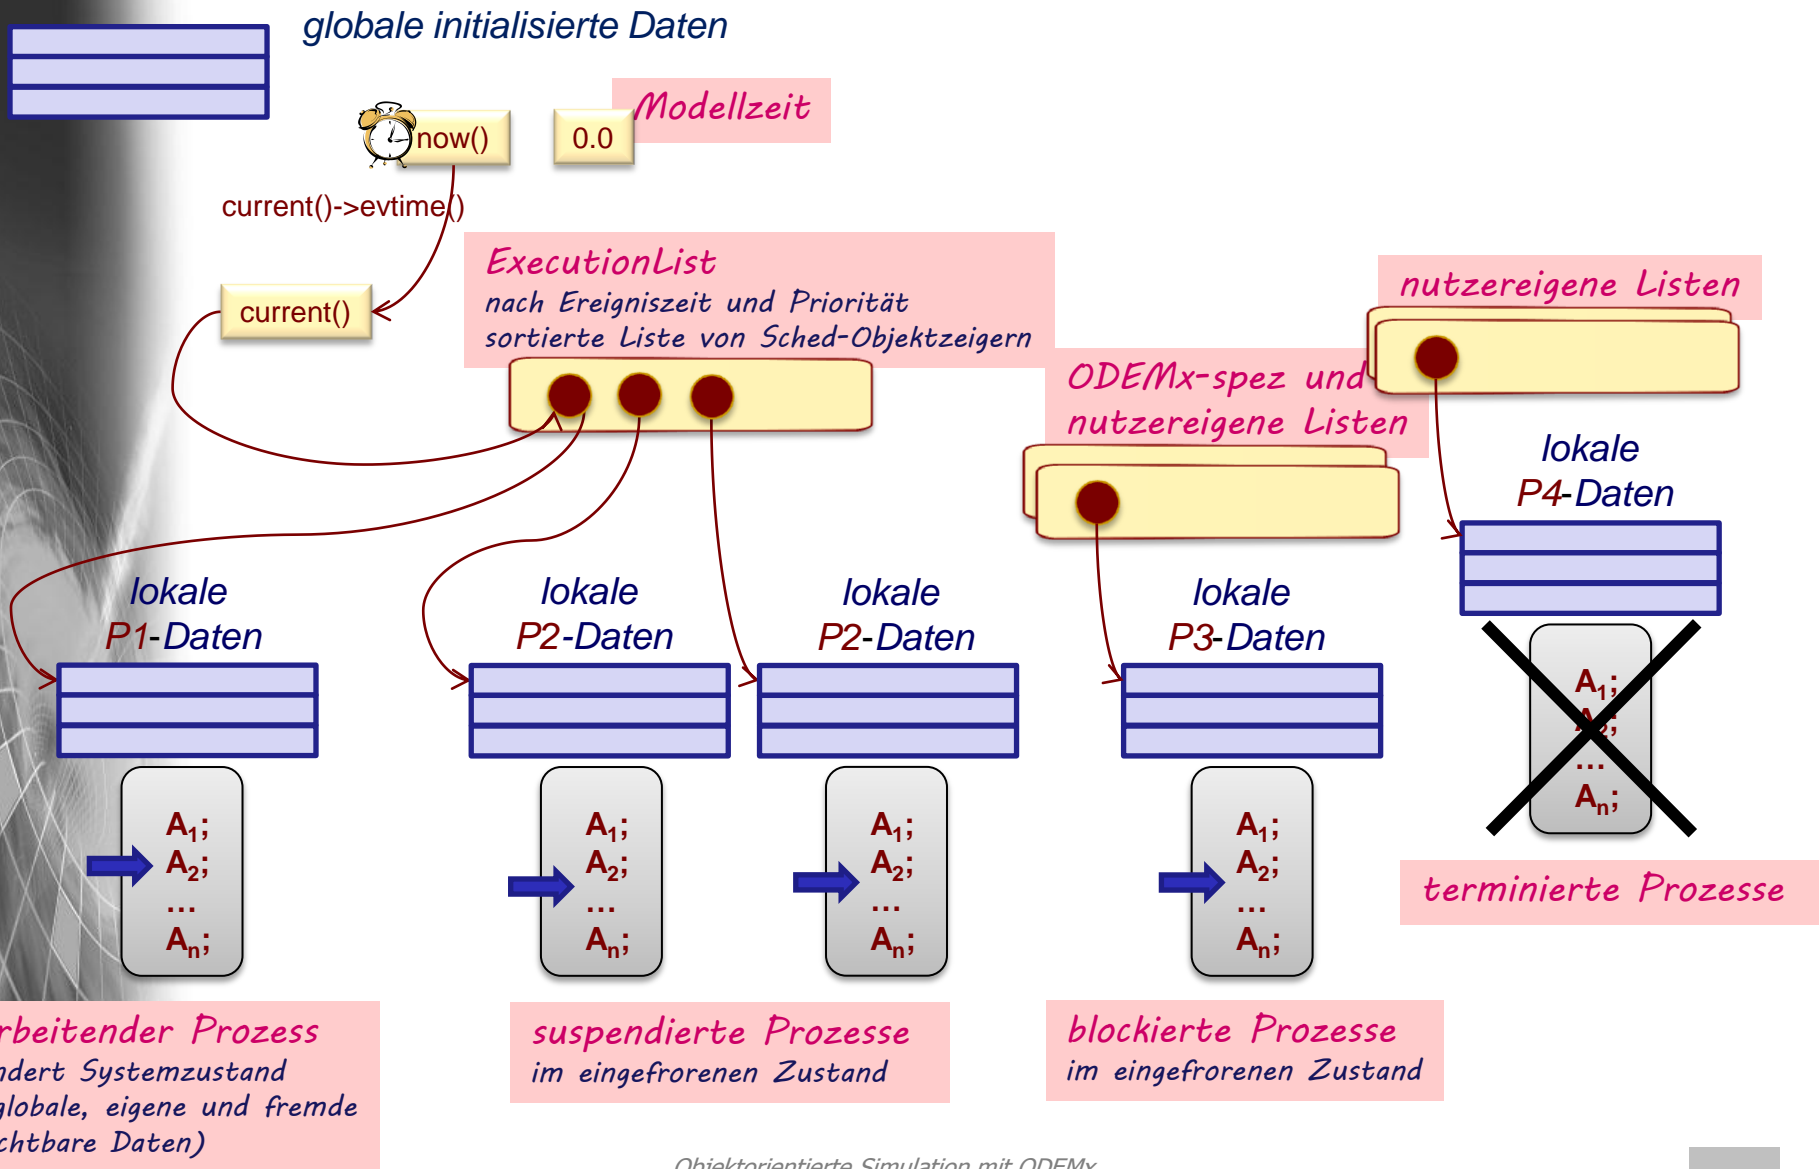 globale initialisierte Daten
Modellzeit
now()
0.0
current()->evtime()
current()
ExecutionList
nach Ereigniszeit und Priorität
sortierte Liste von Sched-Objektzeigern
nutzereigene Listen
ODEMx-spez und
nutzereigene Listen
lokale
P4-Daten
lokale
P1-Daten
lokale
P2-Daten
lokale
P2-Daten
lokale
P3-Daten
A1;
A2;
...
An;
A1;
A2;
...
An;
A1;
A2;
...
An;
A1;
A2;
...
An;
A1;
A2;
...
An;
terminierte Prozesse
rbeitender Prozess
ndert Systemzustand
globale, eigene und fremde
chtbare Daten)
suspendierte Prozesse
im eingefrorenen Zustand
blockierte Prozesse
im eingefrorenen Zustand
Objektorientierte Simulation mit ODEMx